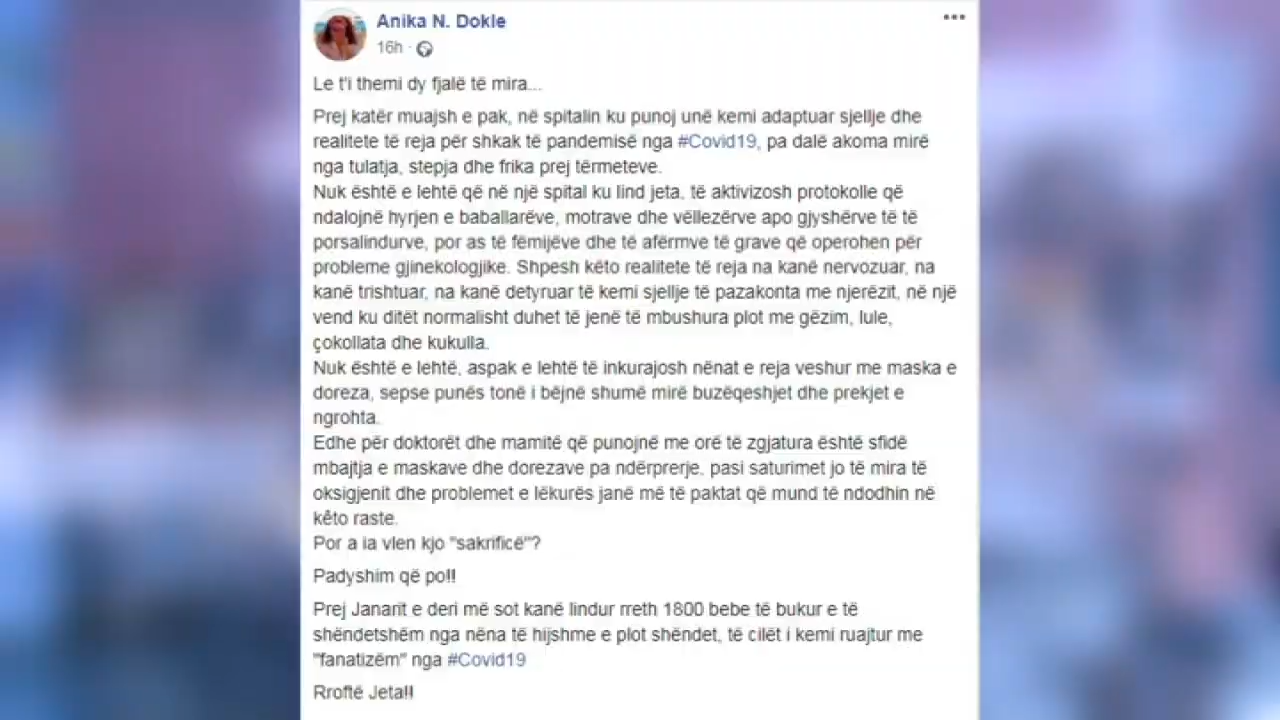 Anika N. Dokle
16h ·
Le t'i themi dy fjalë të mira...
Prej katër muajsh e pak, në spitalin ku punoj unë kemi adaptuar sjellje dhe
realitete të reja për shkak të pandemisë nga #Covid19, pa dalë akoma mirë
nga tulatja, stepja dhe frika prej tërmeteve.
Nuk është e lehtë që në një spital ku lind jeta, të aktivizosh protokolle që
ndalojnë hyrjen e baballarëve, motrave dhe vëllezërve apo gjyshërve të të
porsalindurve, por as të fëmijëve dhe të afërmve të grave që operohen për
probleme gjinekologjike. Shpesh këto realitete të reja na kanë nervozuar, na
kanë trishtuar, na kanë detyruar të kemi sjellje të pazakonta me njerëzit, në një
vend ku ditët normalisht duhet të jenë të mbushura plot me gëzim, lule,
çokollata dhe kukulla.
Nuk është e lehtë, aspak e lehtë të inkurajosh nënat e reja veshur me maska e
doreza, sepse punës tonë i bëjnë shumë mirë buzëqeshjet dhe prekjet e
ngrohta.
Edhe për doktorët dhe mamitë që punojnë me orë të zgjatura është sfidë
mbajtja e maskave dhe dorezave pa ndërprerje, pasi saturimet jo të mira të
oksigjenit dhe problemet e lëkurës janë më të paktat që mund të ndodhin në
këto raste.
Por a ia vlen kjo "sakrificë"?
Padyshim që po!!
Prej Janarit e deri më sot kanë lindur rreth 1800 bebe të bukur e të
shëndetshëm nga nëna të hijshme e plot shëndet, të cilët i kemi ruajtur me
"fanatizëm" nga #Covid19
Rroftë Jeta!!